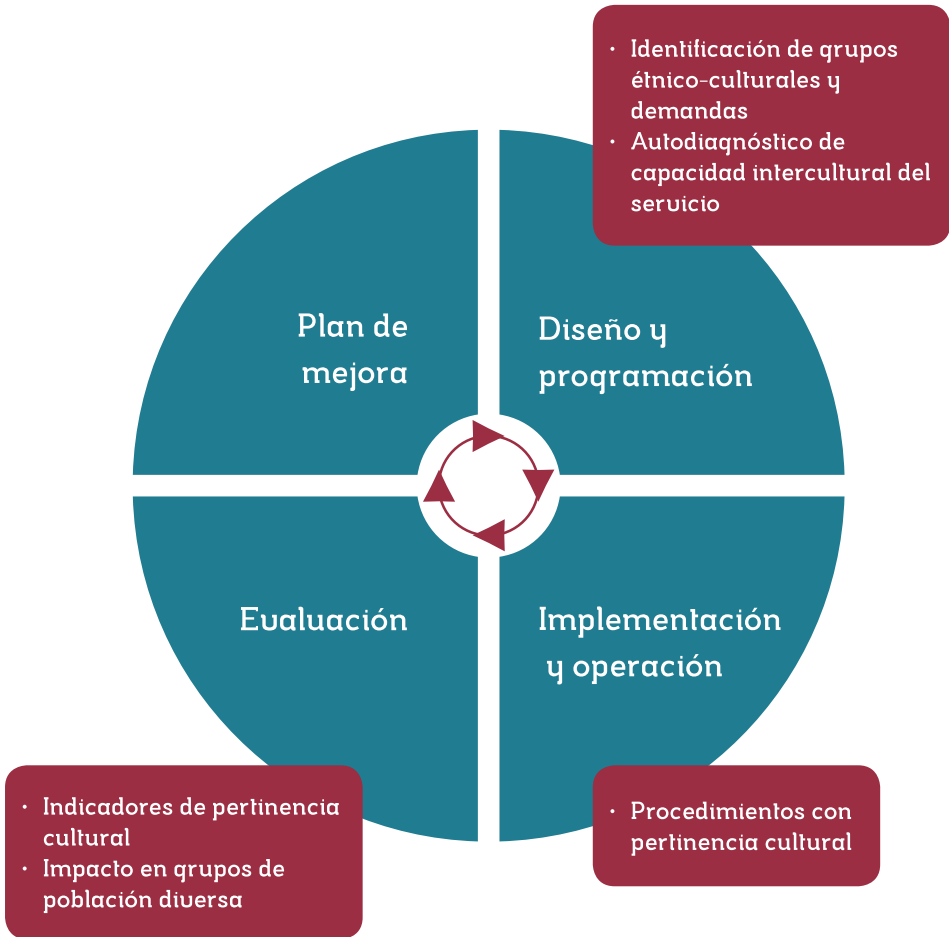 • Identificación de grupos
étnico-culturales y
demandas
• Autodiagnóstico de
capacidad intercultural del
servicio
Plan de
mejora
Diseño y
programación
Evaluación
Implementación
y operación
• Indicadores de pertinencia
cultural
• Impacto en grupos de
población diversa
• Procedimientos con
pertinencia cultural